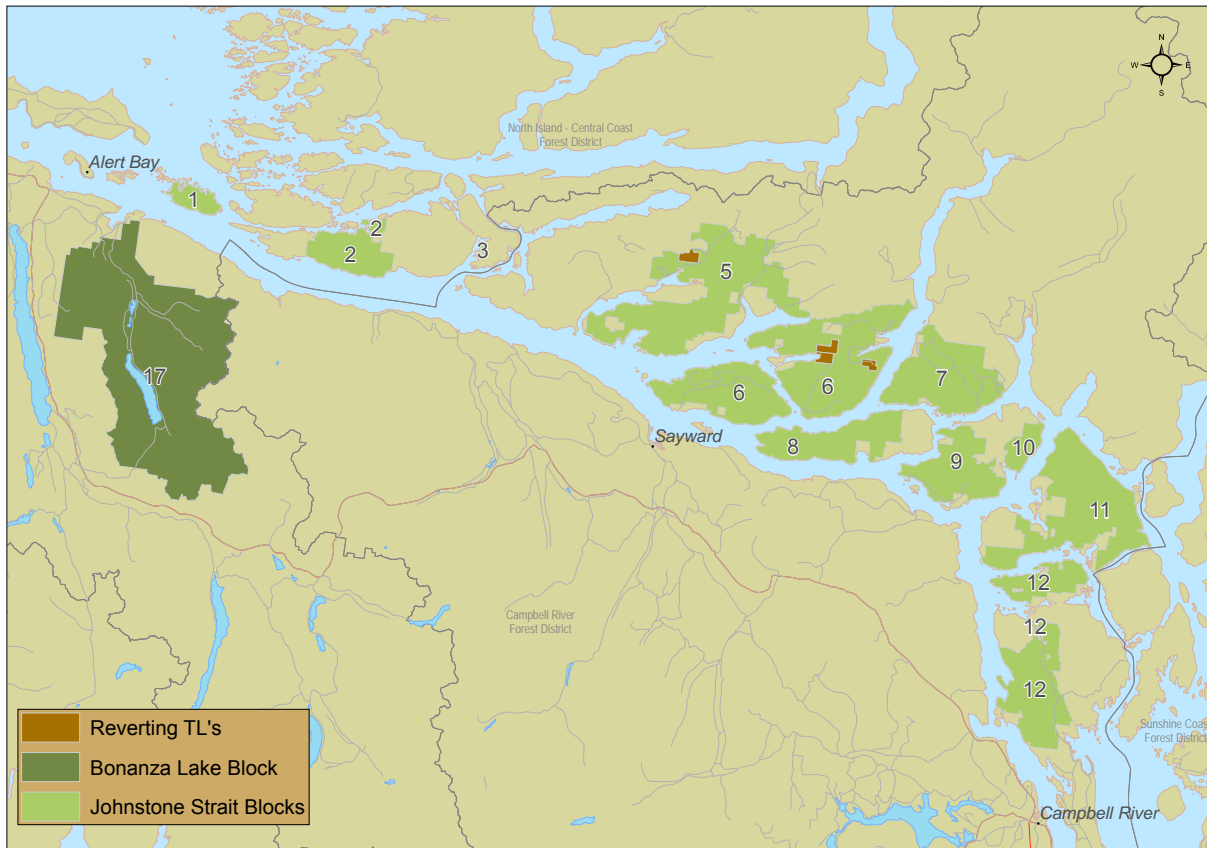 N
W E
S
North Island - Central Coast
Forest District
Alert Bay
1
2
2
3
5
17
6
6
7
Sayward
8
9
10
11
12
12
12
Campbell River
Forest District
Sunshine Coast
Forest District
Reverting TL's
Bonanza Lake Block
Johnstone Strait Blocks
Campbell River